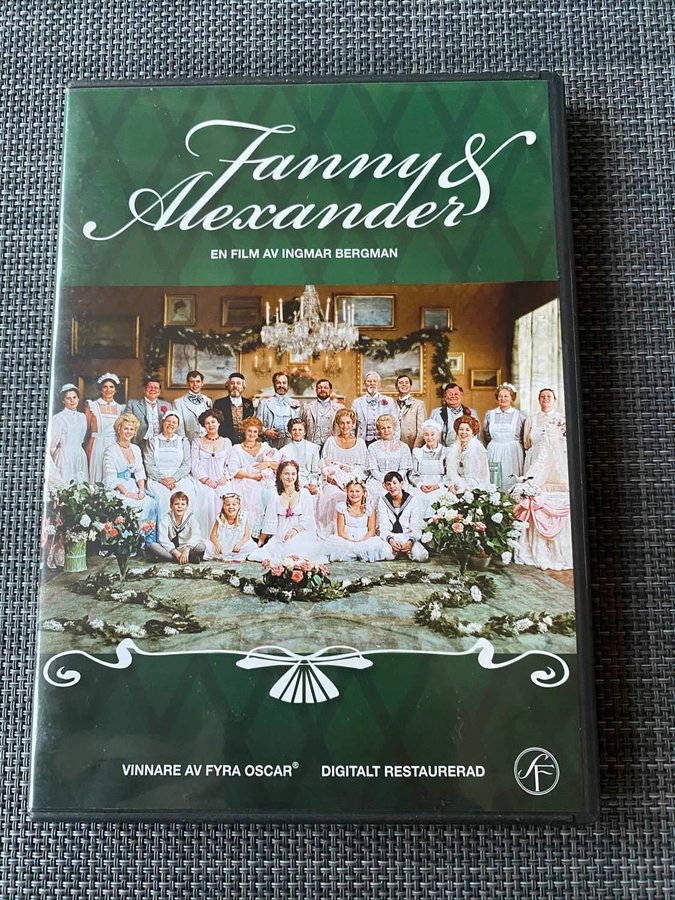 Fanny &
Alexander
EN FILM AV INGMAR BERGMAN
VINNARE AV FYRA OSCAR® DIGITALT RESTAURERAD
SF